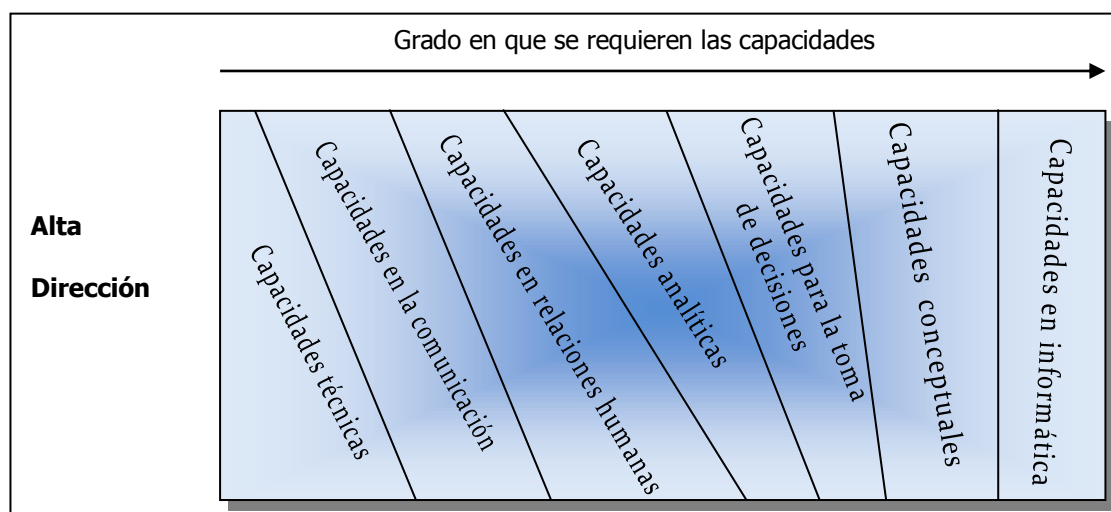 Grado en que se requieren las capacidades
Alta
Dirección
Capacidades técnicas
Capacidades en la comunicación
Capacidades en relaciones humanas
Capacidades analíticas
Capacidades para la toma
de decisiones
Capacidades conceptuales
Capacidades en informática